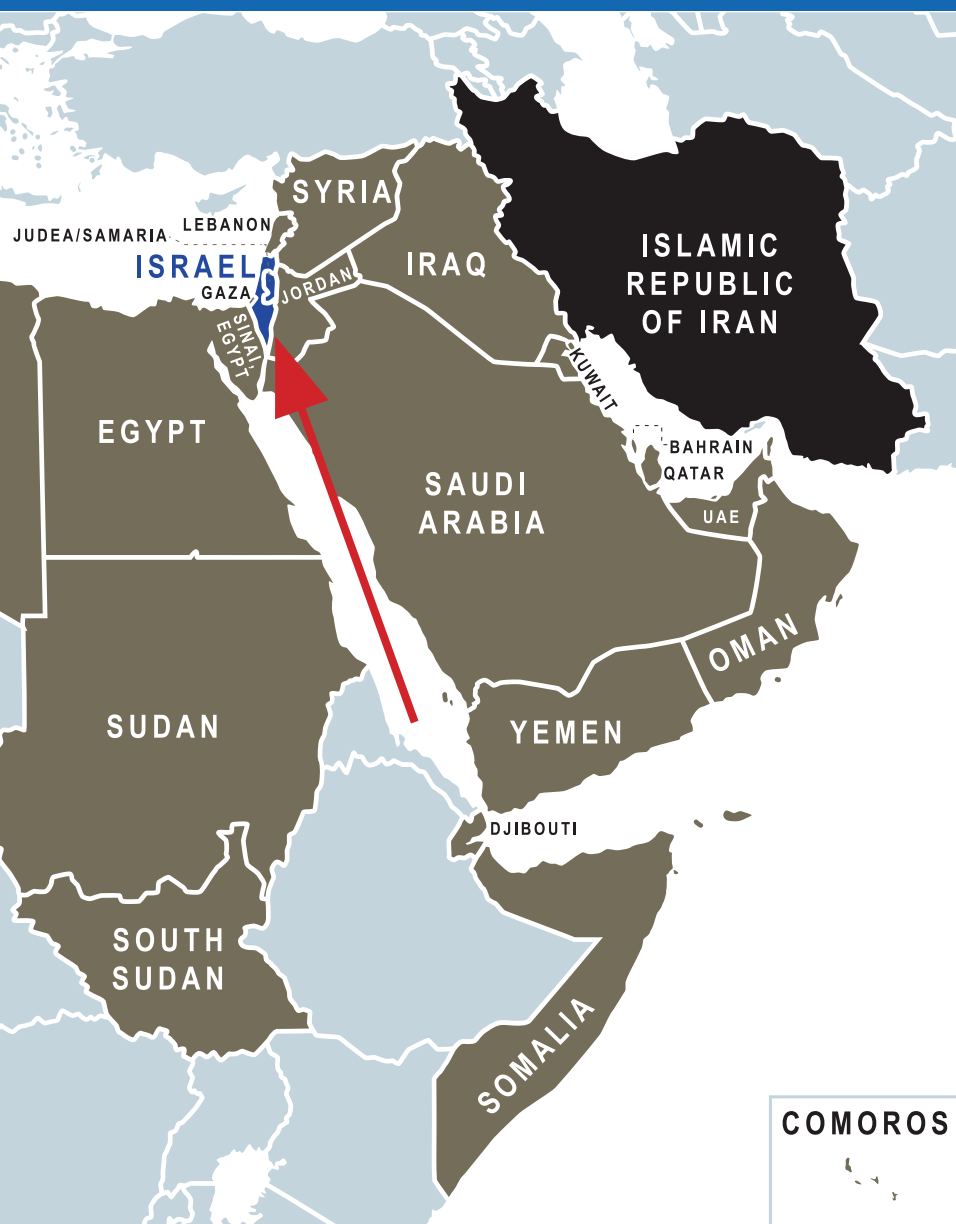 SYRIA
LEBANON
JUDEA/SAMARIA
ISRAEL
GAZA
JORDAN
IRAQ
ISLAMIC
REPUBLIC
OF IRAN
SINAI,
EGYPT
KUWAIT
EGYPT
BAHRAIN
QATAR
SAUDI
ARABIA
UAE
OMAN
SUDAN
YEMEN
DJIBOUTI
SOUTH
SUDAN
SOMALIA
COMOROS